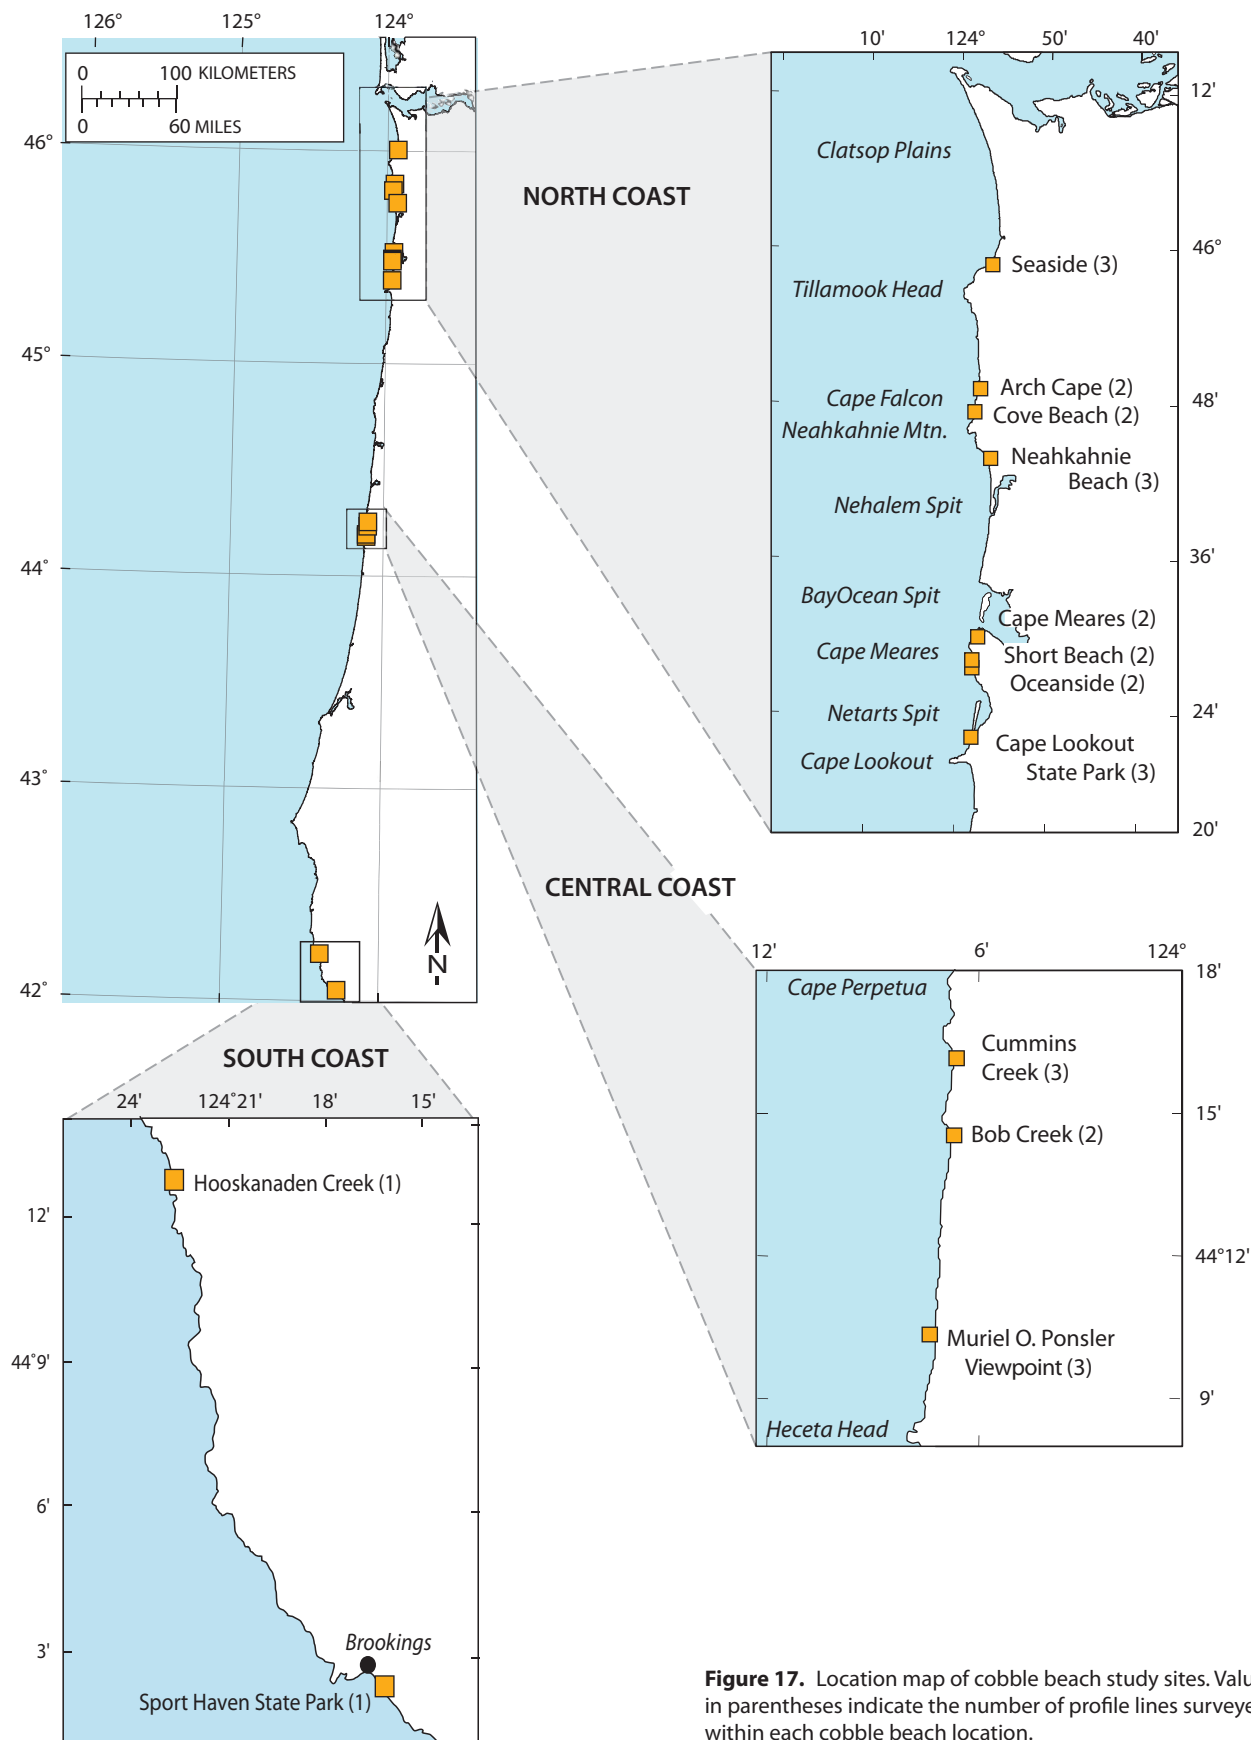 126°
125°
124°
0
100 KILOMETERS
0
60 MILES
46°
45°
44°
43°
42°
N
NORTH COAST
10'
124°
50'
40'
12'
Clatsop Plains
46°
Seaside (3)
Tillamook Head
Arch Cape (2)
Cape Falcon
48'
Cove Beach (2)
Neahkahnie Mtn.
Neahkahnie
Beach (3)
Nehalem Spit
36'
BayOcean Spit
Cape Meares (2)
Cape Meares
Short Beach (2)
Oceanside (2)
Netarts Spit
24'
Cape Lookout
State Park (3)
Cape Lookout
20'
CENTRAL COAST
12'
6'
124°
18'
Cape Perpetua
Cummins
Creek (3)
15'
Bob Creek (2)
44°12'
Muriel O. Ponsler
Viewpoint (3)
9'
Heceta Head
SOUTH COAST
24'
124°21'
18'
15'
Hooskanaden Creek (1)
12'
44°9'
6'
3'
Brookings
Sport Haven State Park (1)
Figure 17. Location map of cobble beach study sites. Valu
in parentheses indicate the number of profile lines surveye
within each cobble beach location.